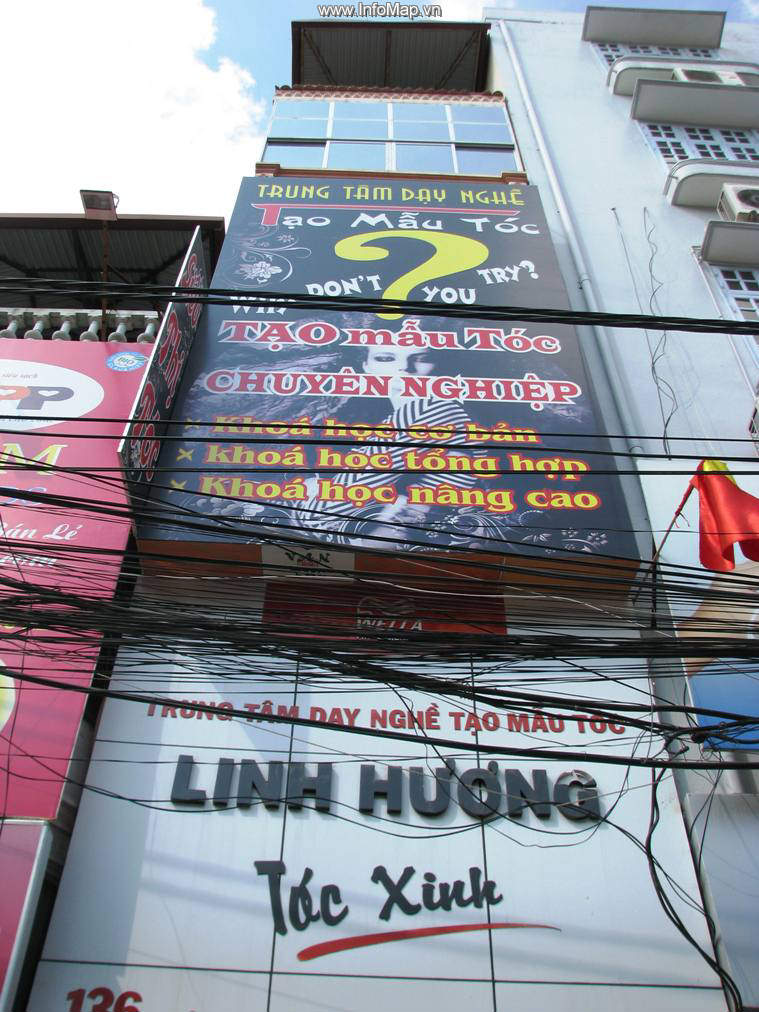 www.InfoMap.vn
TRUNG TÂM DẠY NGHỀ
TẠO MẪU TÓC
?
WHY DON'T YOU TRY?
TẠO MẪU TÓC
CHUYÊN NGHIỆP
x Khoá học cơ bản
x khoá học tổng hợp
x Khoá học nâng cao
WELLA
TRUNG TÂM DẠY NGHỀ TẠO MẪU TÓC
LINH HƯƠNG
Tóc Xinh
136